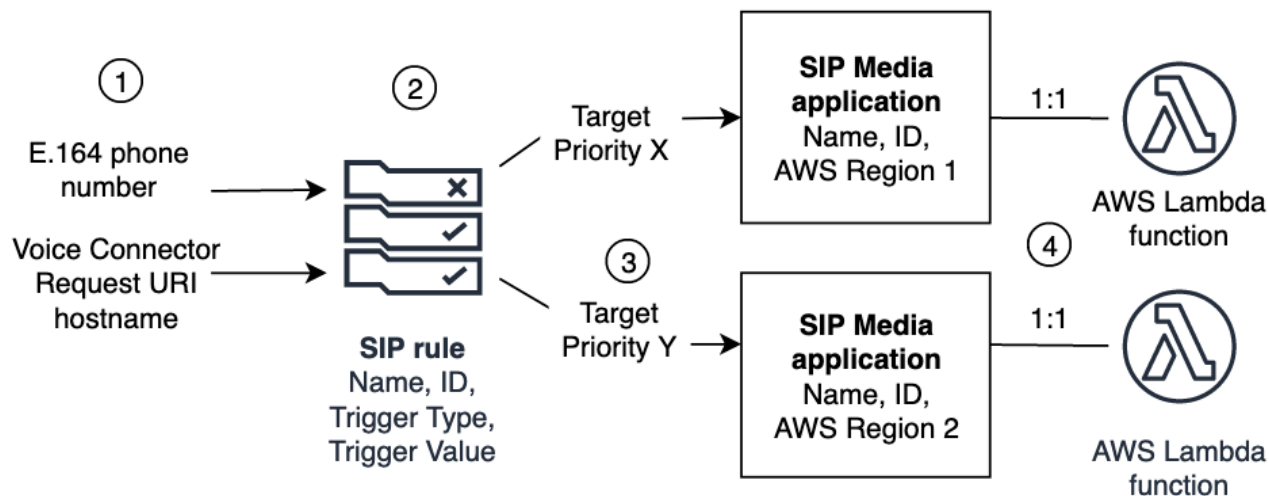 1
E.164 phone
number
Voice Connector
Request URI
hostname
2
SIP rule
Name, ID,
Trigger Type,
Trigger Value
Target
Priority X
3
Target
Priority Y
SIP Media
application
Name, ID,
AWS Region 1
SIP Media
application
Name, ID,
AWS Region 2
1:1
AWS Lambda
function
4
1:1
AWS Lambda
function